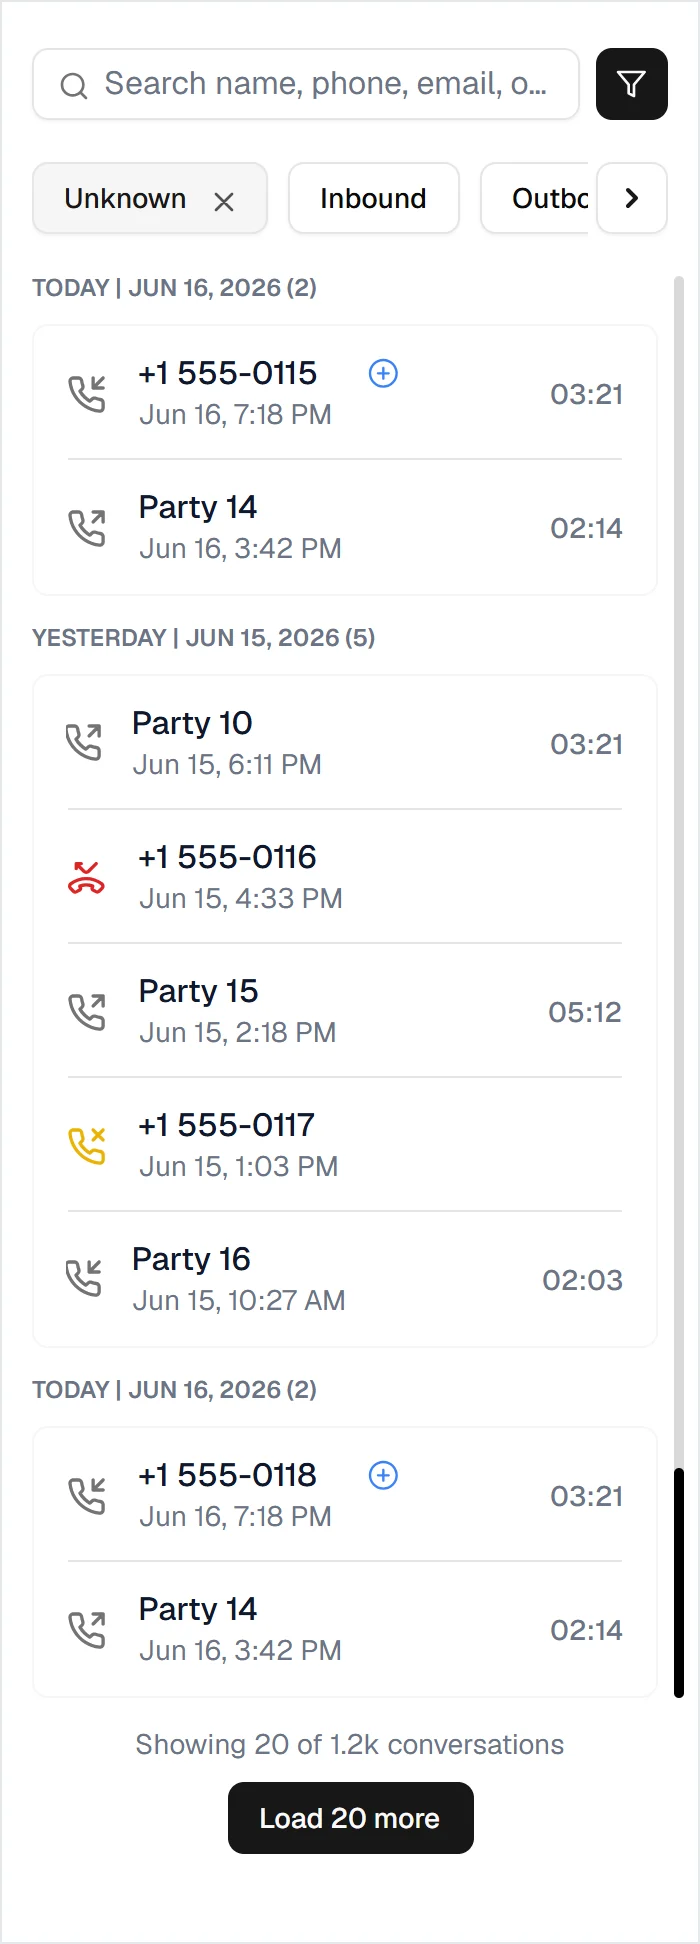 Search name, phone, email, o...
Unknown
Inbound
Outbo
TODAY | JUN 16, 2026 (2)
+1 555-0115
Jun 16, 7:18 PM
03:21
Party 14
Jun 16, 3:42 PM
02:14
YESTERDAY | JUN 15, 2026 (5)
Party 10
Jun 15, 6:11 PM
03:21
+1 555-0116
Jun 15, 4:33 PM
Party 15
Jun 15, 2:18 PM
05:12
+1 555-0117
Jun 15, 1:03 PM
Party 16
Jun 15, 10:27 AM
02:03
TODAY | JUN 16, 2026 (2)
+1 555-0118
Jun 16, 7:18 PM
03:21
Party 14
Jun 16, 3:42 PM
02:14
Showing 20 of 1.2k conversations
Load 20 more